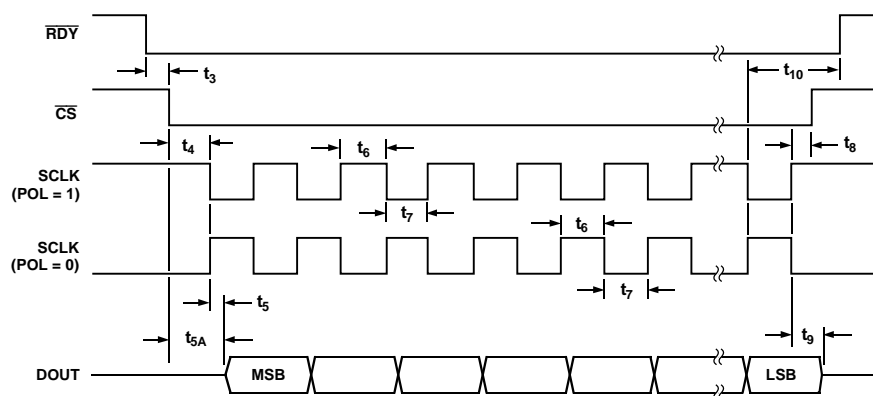 RDY
t3
t10
CS
t4
t6
t8
SCLK
(POL = 1)
t7
t6
SCLK
(POL = 0)
t7
t5
t5A
t9
DOUT
MSB
LSB